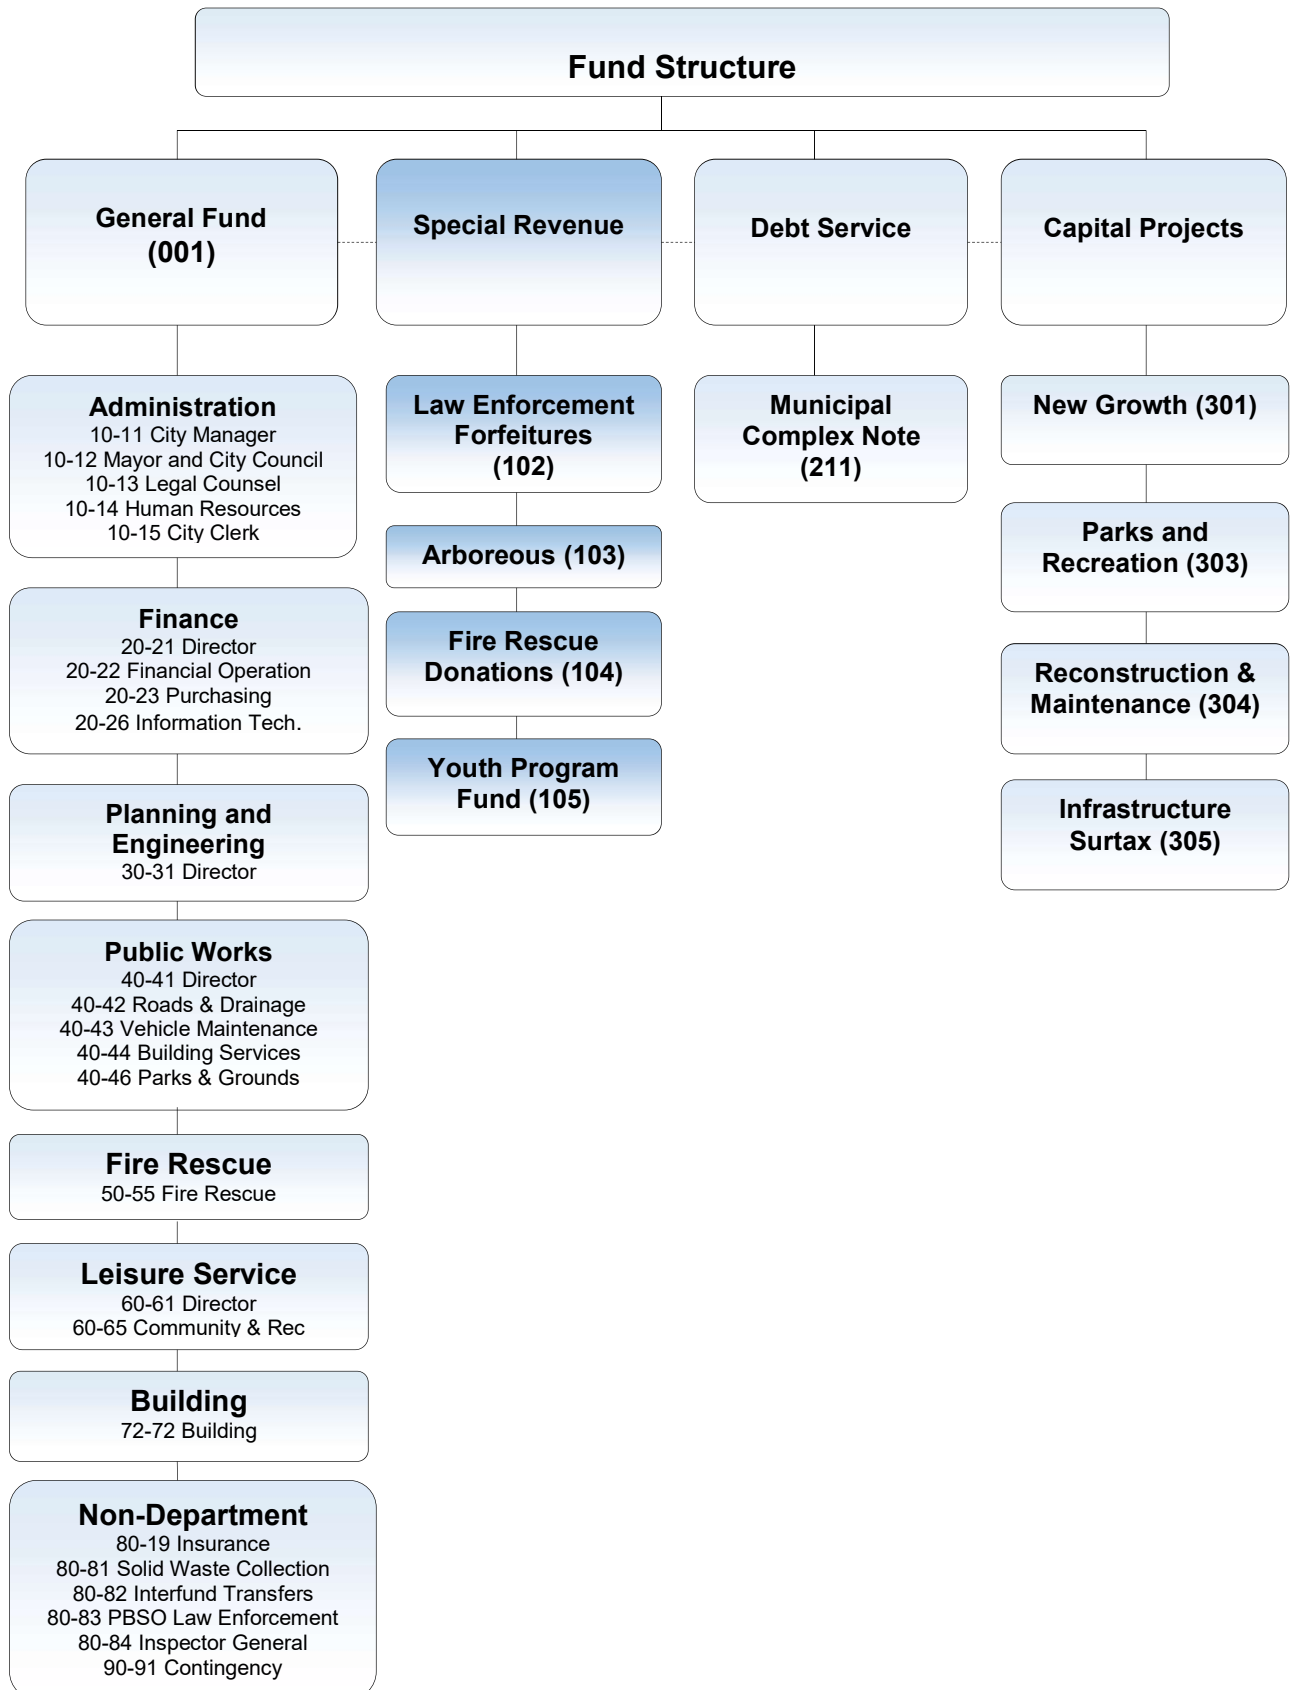 Fund Structure
General Fund
(001)
Special Revenue
Debt Service
Capital Projects
Administration
10-11 City Manager
10-12 Mayor and City Council
10-13 Legal Counsel
10-14 Human Resources
10-15 City Clerk
Finance
20-21 Director
20-22 Financial Operation
20-23 Purchasing
20-26 Information Tech.
Planning and
Engineering
30-31 Director
Public Works
40-41 Director
40-42 Roads & Drainage
40-43 Vehicle Maintenance
40-44 Building Services
40-46 Parks & Grounds
Fire Rescue
50-55 Fire Rescue
Leisure Service
60-61 Director
60-65 Community & Rec
Building
72-72 Building
Non-Department
80-19 Insurance
80-81 Solid Waste Collection
80-82 Interfund Transfers
80-83 PBSO Law Enforcement
80-84 Inspector General
90-91 Contingency
Law Enforcement
Forfeitures
(102)
Arboreous (103)
Fire Rescue
Donations (104)
Youth Program
Fund (105)
Municipal
Complex Note
(211)
New Growth (301)
Parks and
Recreation (303)
Reconstruction &
Maintenance (304)
Infrastructure
Surtax (305)